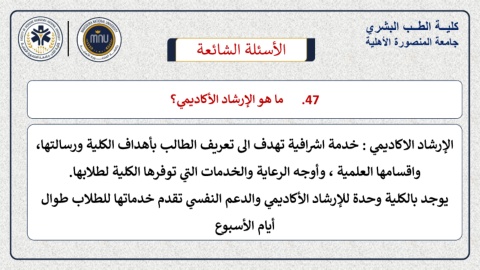 كليـــة الطـــب البشري
جامعة المنصورة الأهلية
MNU
الأسئلة الشائعة
47. ما هو الإرشاد الأكاديمي؟
الإرشاد الاكاديمي : خدمة اشرافية تهدف الى تعريف الطالب بأهداف الكلية ورسالتها،
واقسامها العلمية ، وأوجه الرعاية والخدمات التي توفرها الكلية لطلابها.
يوجد بالكلية وحدة للإرشاد الأكاديمي والدعم النفسي تقدم خدماتها للطلاب طوال
أيام الأسبوع